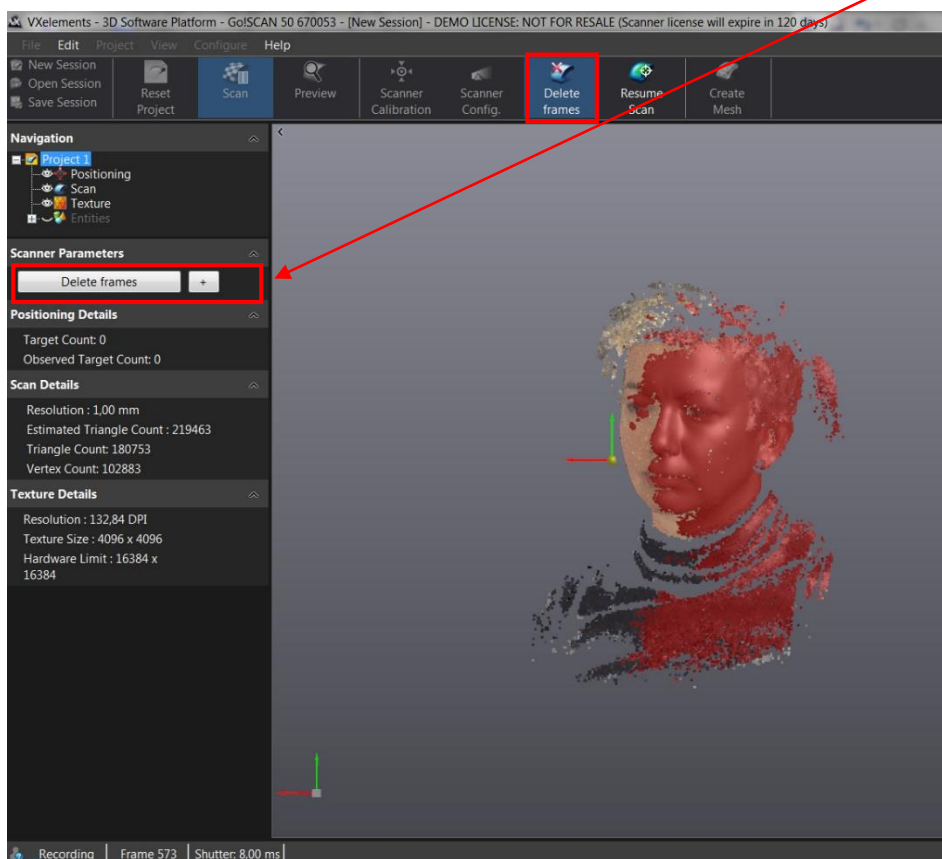 VXelements - 3D Software Platform - Go!SCAN 50 670053 - [New Session] - DEMO LICENSE: NOT FOR RESALE (Scanner license will expire in 120 days)
File Edit Project View Configure Help
New Session
Open Session
Save Session
Reset Project
Scan
Preview
Scanner Calibration
Scanner Config.
Delete frames
Resume Scan
Create Mesh
Navigation
Project 1
Positioning
Scan
Texture
Entities
Scanner Parameters
Delete frames +
Positioning Details
Target Count: 0
Observed Target Count: 0
Scan Details
Resolution : 1,00 mm
Estimated Triangle Count : 219463
Triangle Count: 180753
Vertex Count: 102883
Texture Details
Resolution : 132,84 DPI
Texture Size : 4096 x 4096
Hardware Limit : 16384 x
16384
Recording Frame 573 Shutter: 8,00 ms